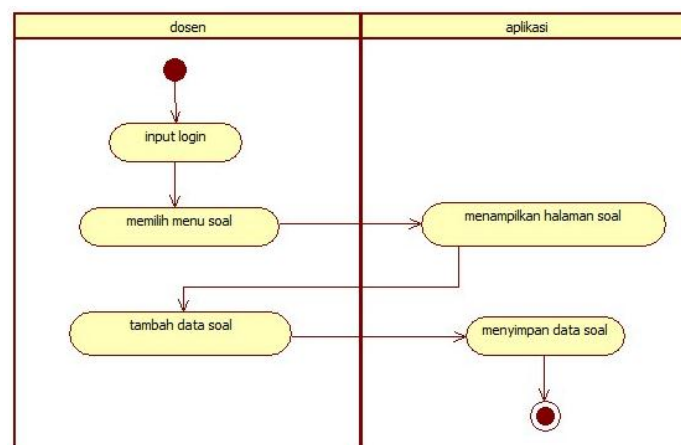 dosen
aplikasi
input login
memilih menu soal
menampilkan halaman soal
tambah data soal
menyimpan data soal